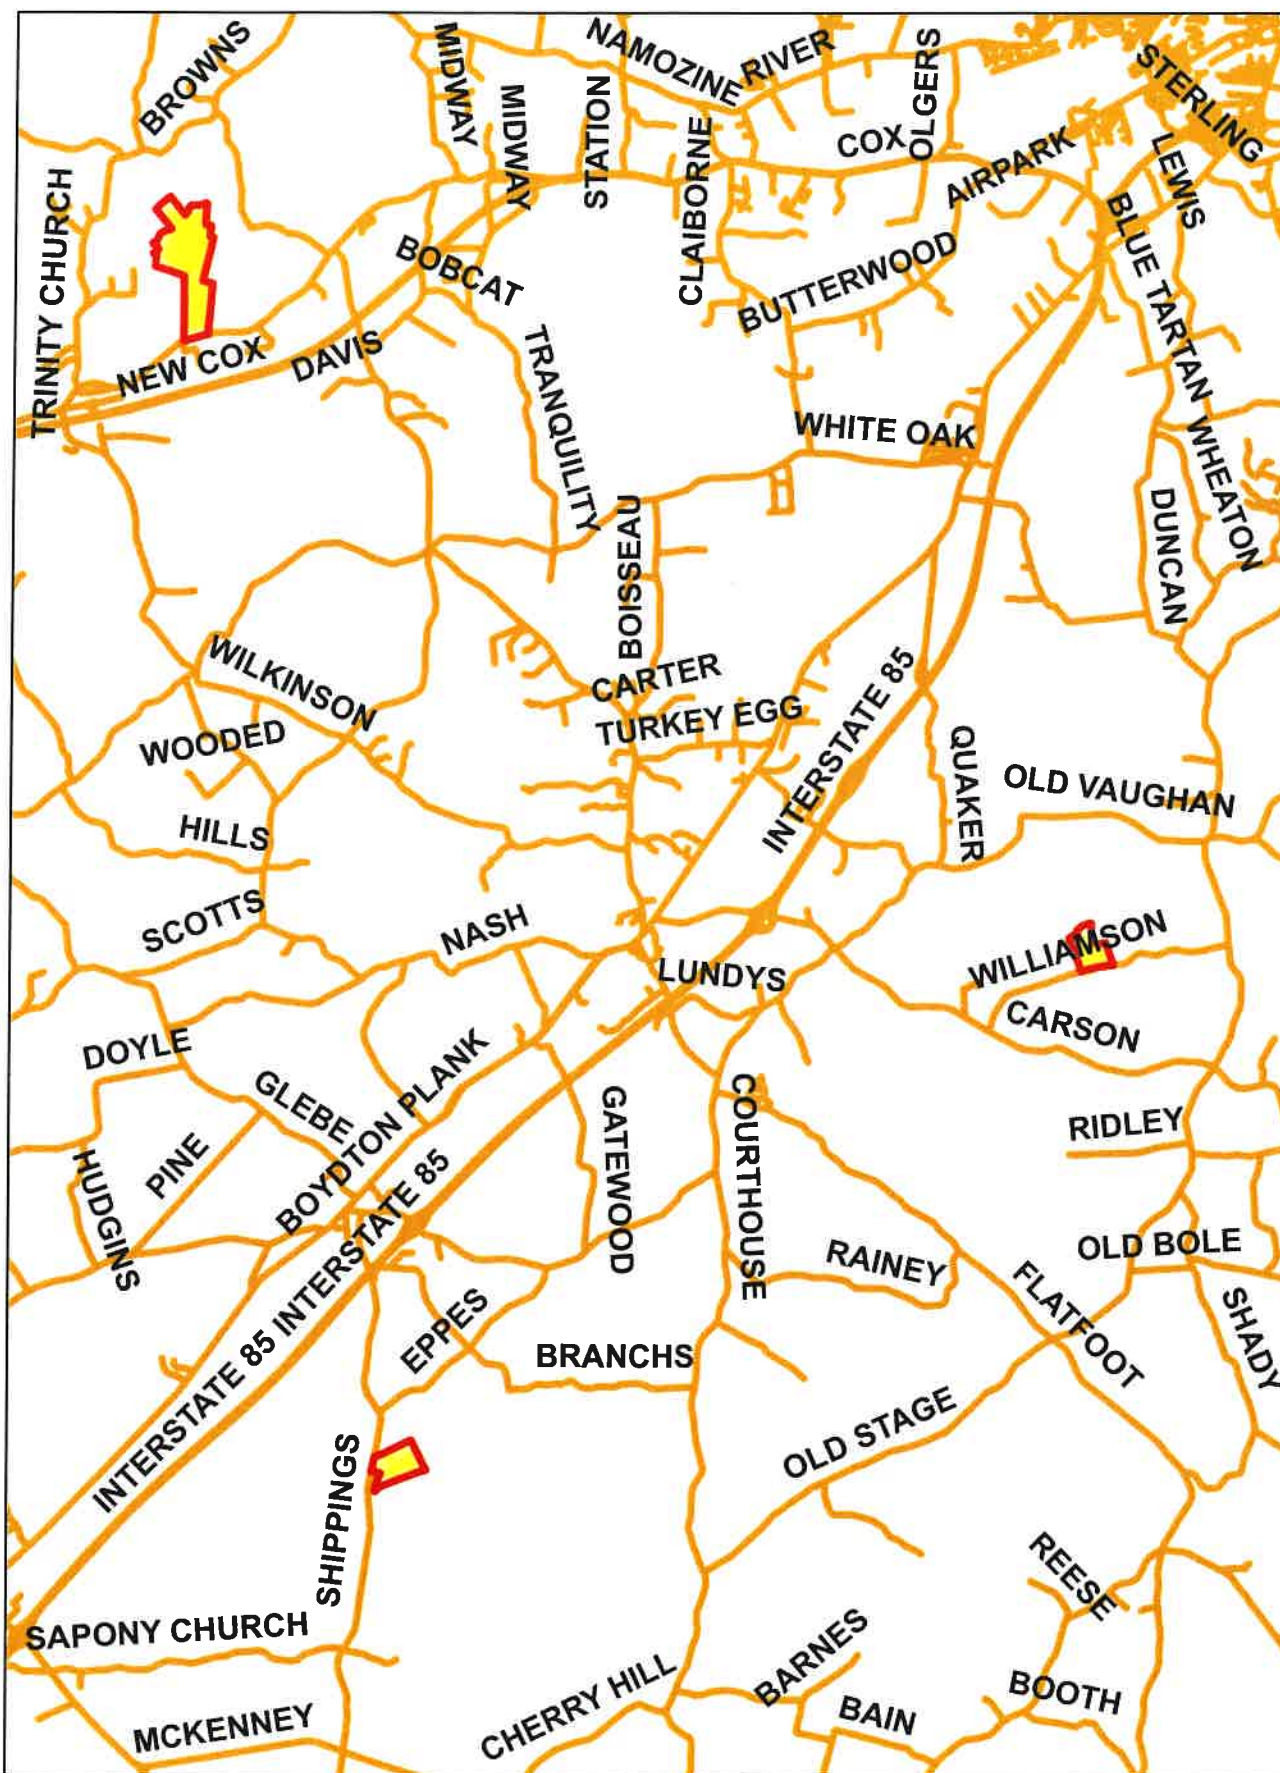 BROWNS
MIDWAY
NAMOZINE
RIVER
OLGERS
STERLING
MIDWAY
STATION
CLAIBORNE
COX
AIRPARK
LEWIS
TRINITY CHURCH
BOBCAT
BUTTERWOOD
BLUE TARTAN
NEW COX
DAVIS
TRANQUILITY
WHITE OAK
WHEATON
BOISSEAU
DUNCAN
WILKINSON
CARTER
TURKEY EGG
INTERSTATE 85
WOODED
QUAKER
OLD VAUGHAN
HILLS
SCOTTS
NASH
LUNDYS
WILLIAMSON
CARSON
DOYLE
GLEBE
BOYDTON PLANK
GATEWOOD
COURTHOUSE
RIDLEY
HUDGINS
PINE
INTERSTATE 85
INTERSTATE 85
RAINEY
OLD BOLE
FLATFOOT
SHADY
EPPES
BRANCHS
OLD STAGE
SHIPPINGS
REESE
SAPONY CHURCH
BARNES
BOOTH
MCKENNEY
CHERRY HILL
BAIN